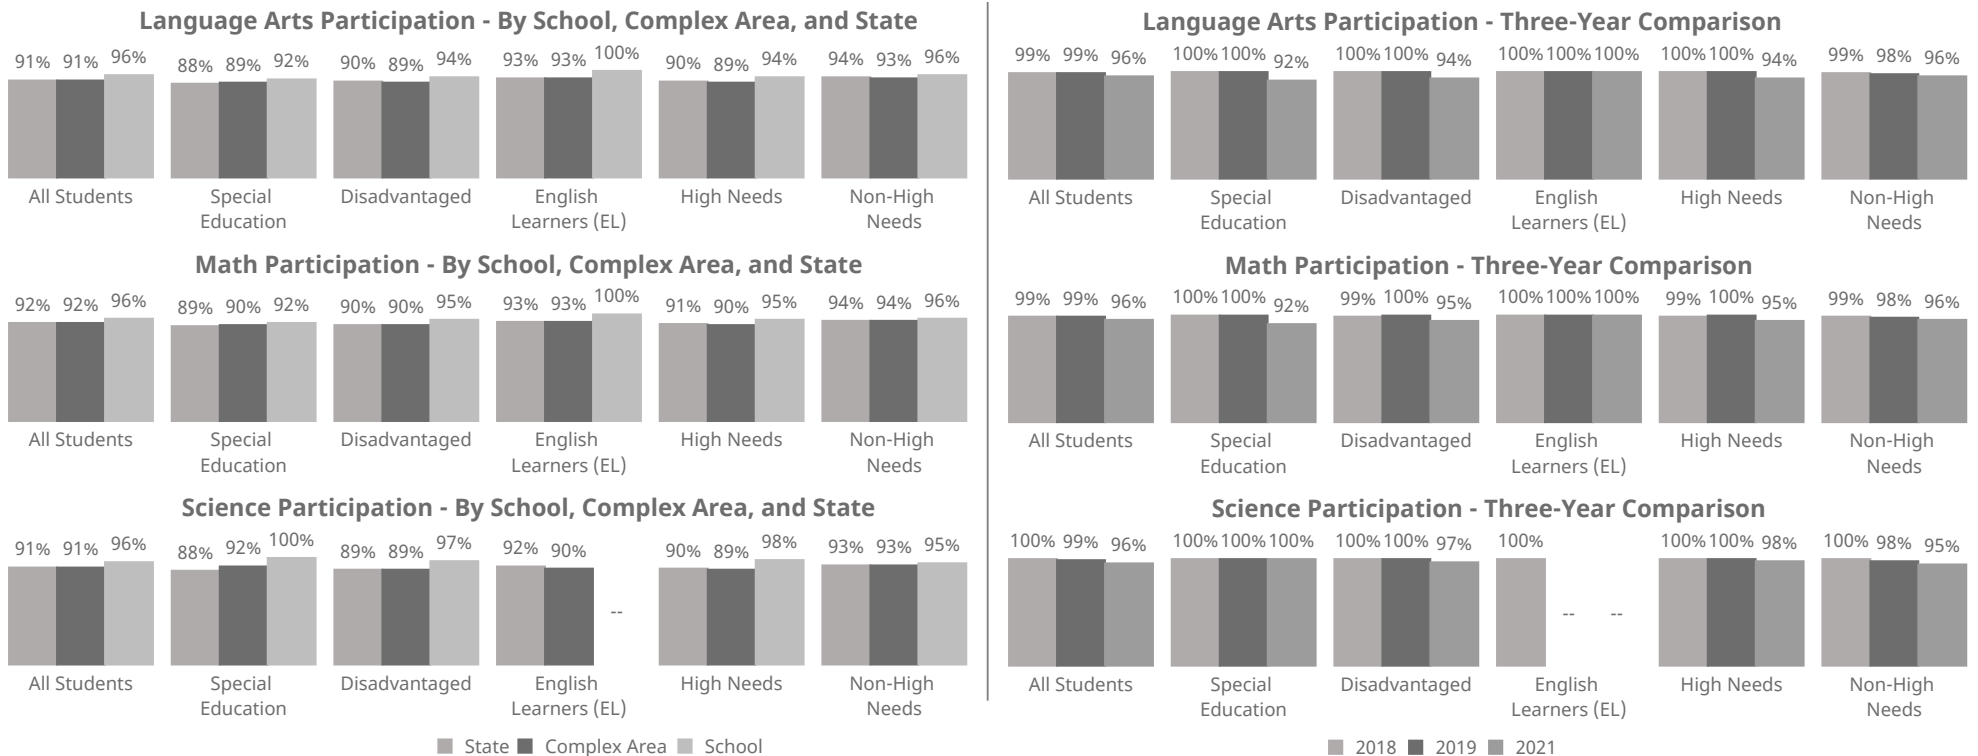 Language Arts Participation - By School, Complex Area, and State
91% 91% 96% 88% 89% 92% 90% 89% 94% 93% 93% 100% 90% 89% 94% 94% 93% 96%
All Students Special Disadvantaged English High Needs Non-High
Education Learners (EL) Needs
Math Participation - By School, Complex Area, and State
92% 92% 96% 89% 90% 92% 90% 90% 95% 93% 93% 100% 91% 90% 95% 94% 94% 96%
All Students Special Disadvantaged English High Needs Non-High
Education Learners (EL) Needs
Science Participation - By School, Complex Area, and State
91% 91% 96% 88% 92% 100% 89% 89% 97% 92% 90% -- 90% 89% 98% 93% 93% 95%
All Students Special Disadvantaged English High Needs Non-High
Education Learners (EL) Needs
State Complex Area School
Language Arts Participation - Three-Year Comparison
99% 99% 96% 100% 100% 92% 100% 100% 94% 100% 100% 100% 100% 100% 94% 99% 98% 96%
All Students Special Disadvantaged English High Needs Non-High
Education Learners (EL) Needs
Math Participation - Three-Year Comparison
99% 99% 96% 100% 100% 92% 99% 100% 95% 100% 100% 100% 99% 100% 95% 99% 98% 96%
All Students Special Disadvantaged English High Needs Non-High
Education Learners (EL) Needs
Science Participation - Three-Year Comparison
100% 99% 96% 100% 100% 100% 100% 100% 97% 100% -- -- 100% 100% 98% 100% 98% 95%
All Students Special Disadvantaged English High Needs Non-High
Education Learners (EL) Needs
2018 2019 2021